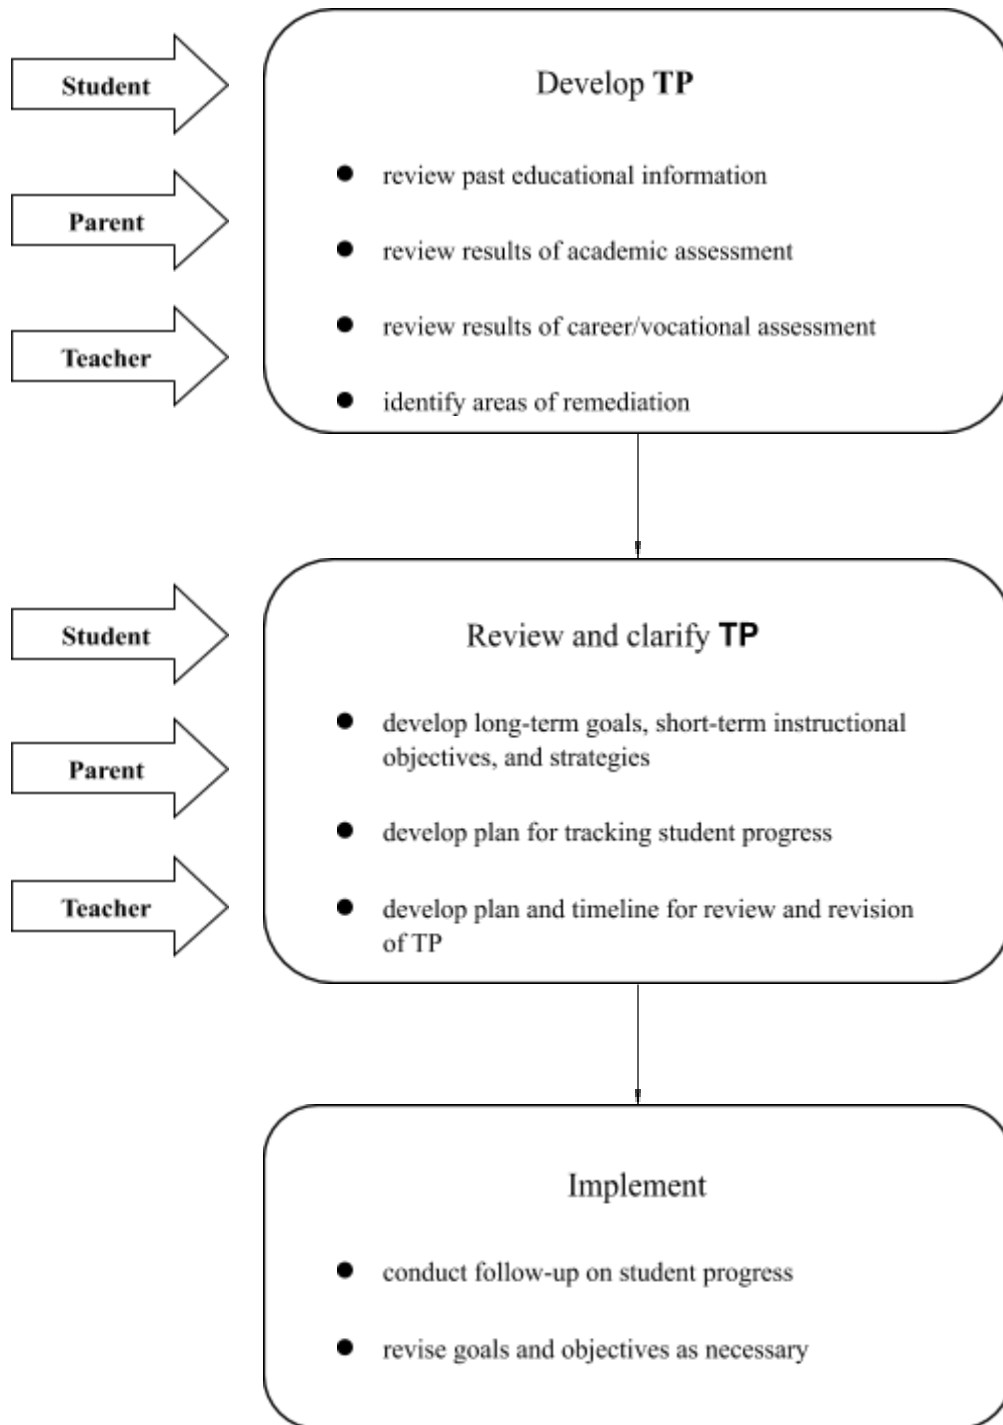 Student
Parent
Teacher
Develop TP
● review past educational information
● review results of academic assessment
● review results of career/vocational assessment
● identify areas of remediation
Student
Parent
Teacher
Review and clarify TP
● develop long-term goals, short-term instructional
objectives, and strategies
● develop plan for tracking student progress
● develop plan and timeline for review and revision
of TP
Implement
● conduct follow-up on student progress
● revise goals and objectives as necessary